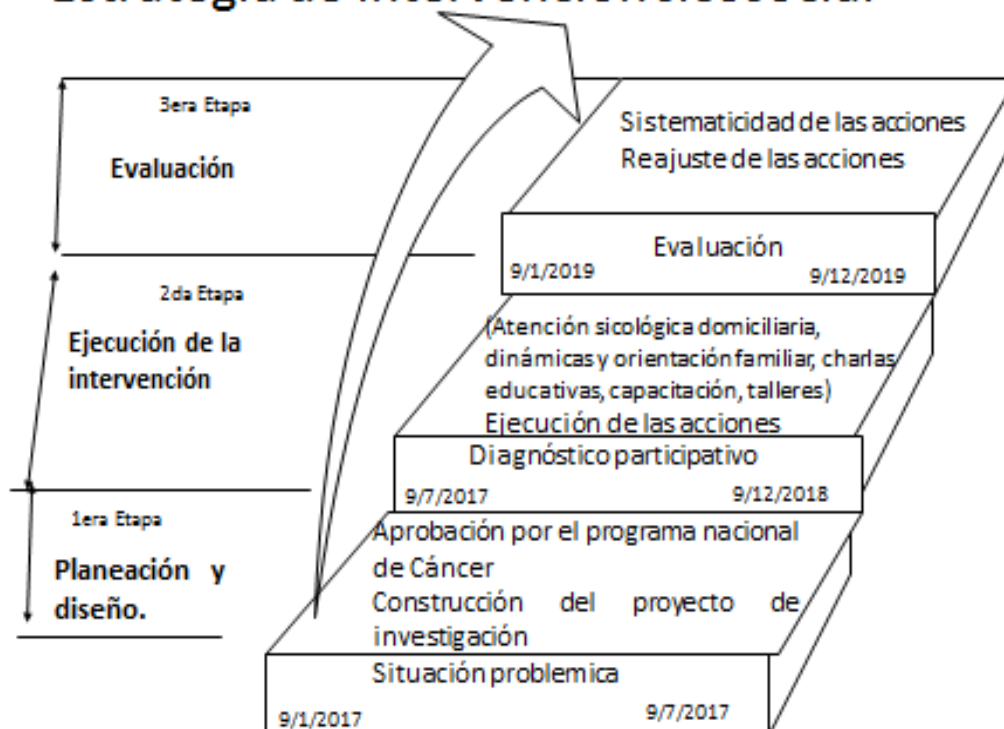 3era Etapa
Evaluación
2da Etapa
Ejecución de la
intervención
1era Etapa
Planeación y
diseño.
Sistematicidad de las acciones
Reajuste de las acciones
Evaluación
9/1/2019 9/12/2019
(Atención sicológica domiciliaria,
dinámicas y orientación familiar, charlas
educativas, capacitación, talleres)
Ejecución de las acciones
Diagnóstico participativo
9/7/2017 9/12/2018
Aprobación por el programa nacional
de Cáncer
Construcción del proyecto de
investigación
Situación problemica
9/1/2017 9/7/2017